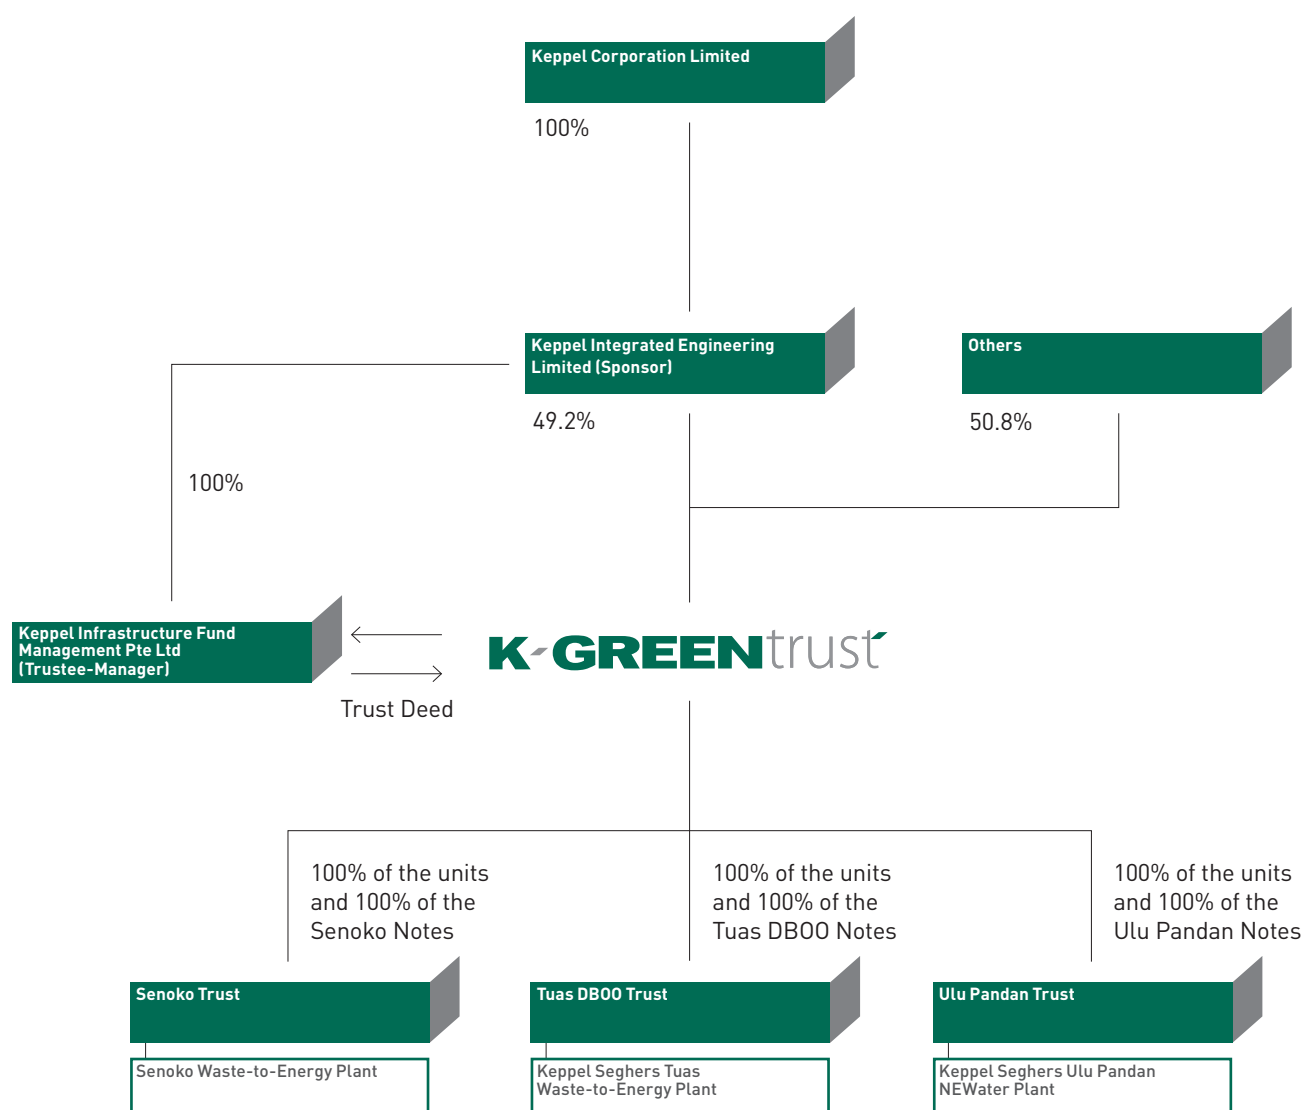 Keppel Corporation Limited
100%
Keppel Integrated Engineering
Limited (Sponsor)
Others
49.2%
50.8%
100%
Keppel Infrastructure Fund
Management Pte Ltd
(Trustee-Manager)
K-GREENtrust
Trust Deed
100% of the units
and 100% of the
Senoko Notes
100% of the units
and 100% of the
Tuas DBOO Notes
100% of the units
and 100% of the
Ulu Pandan Notes
Senoko Trust
Tuas DBOO Trust
Ulu Pandan Trust
Senoko Waste-to-Energy Plant
Keppel Seghers Tuas
Waste-to-Energy Plant
Keppel Seghers Ulu Pandan
NEWater Plant